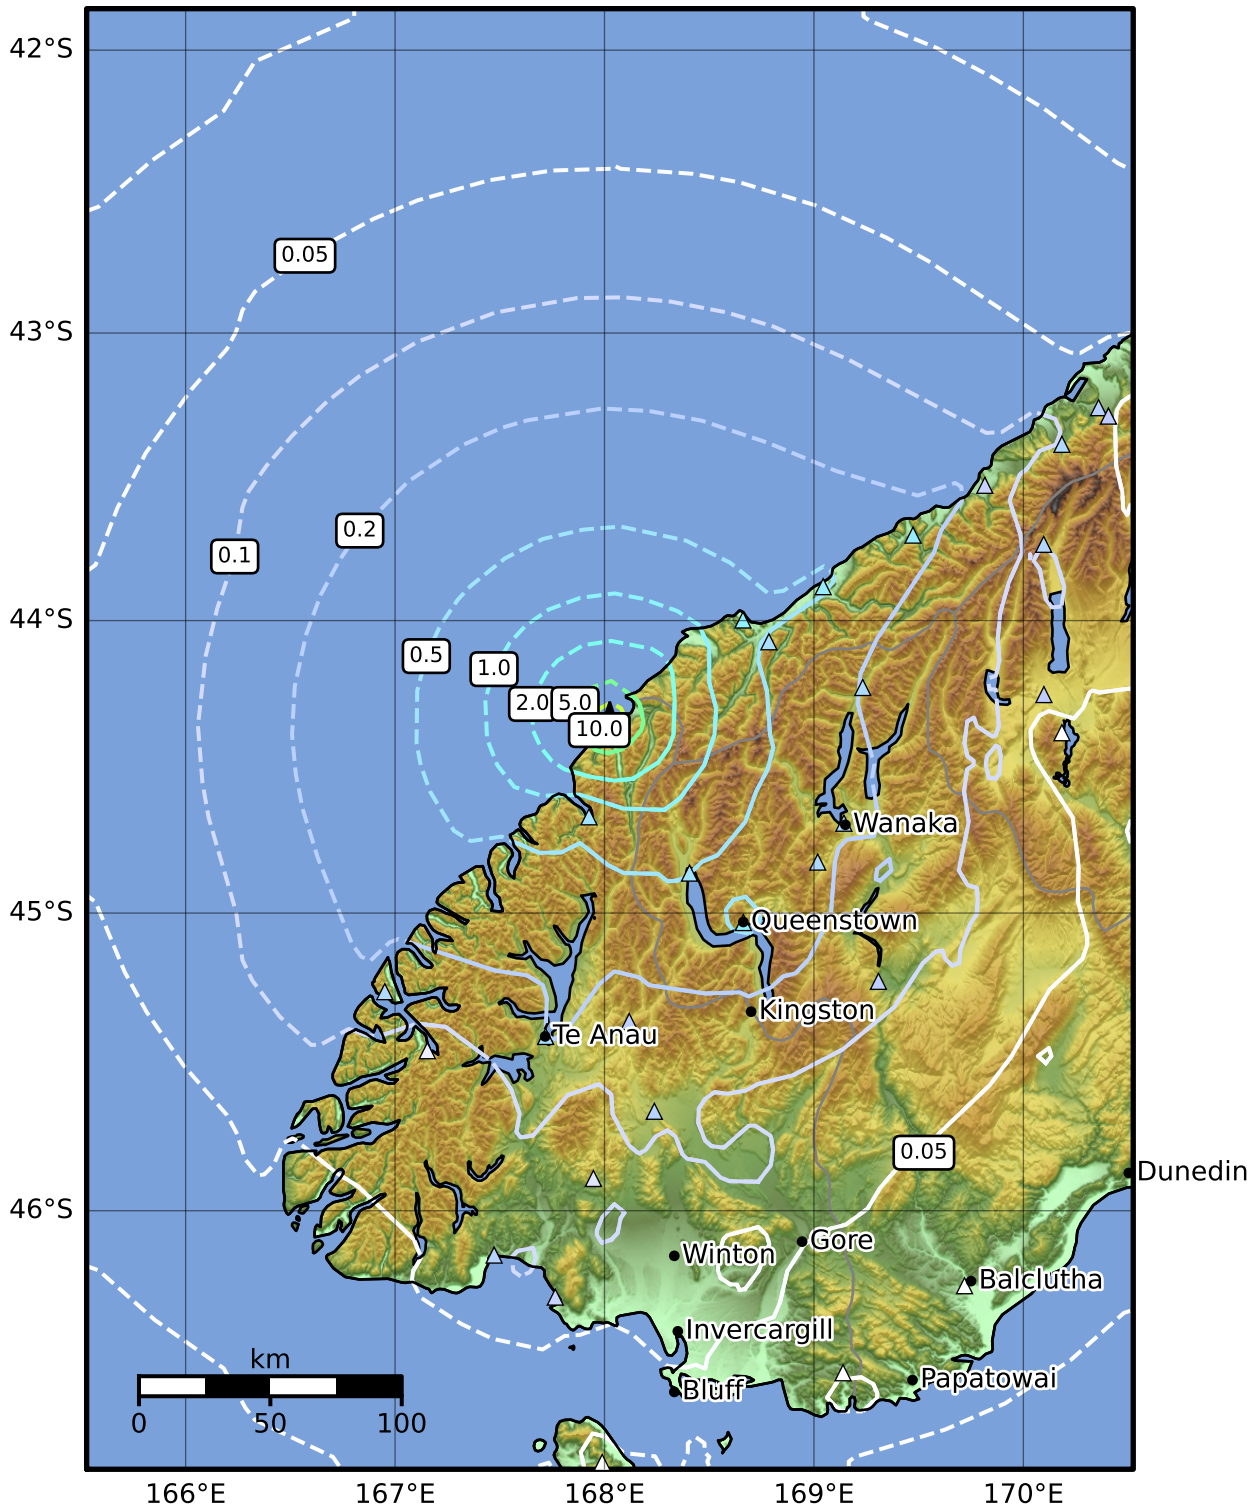 42°S
0.05
43°S
0.2
0.1
44°S
0.5
1.0
2.0
5.0
10.0
Wanaka
45°S
Queenstown
Kingston
Te Anau
0.05
Dunedin
46°S
Gore
Winton
Balclutha
Invercargill
km
Papatowai
Bluff
0
50
100
166°E
167°E
168°E
169°E
170°E